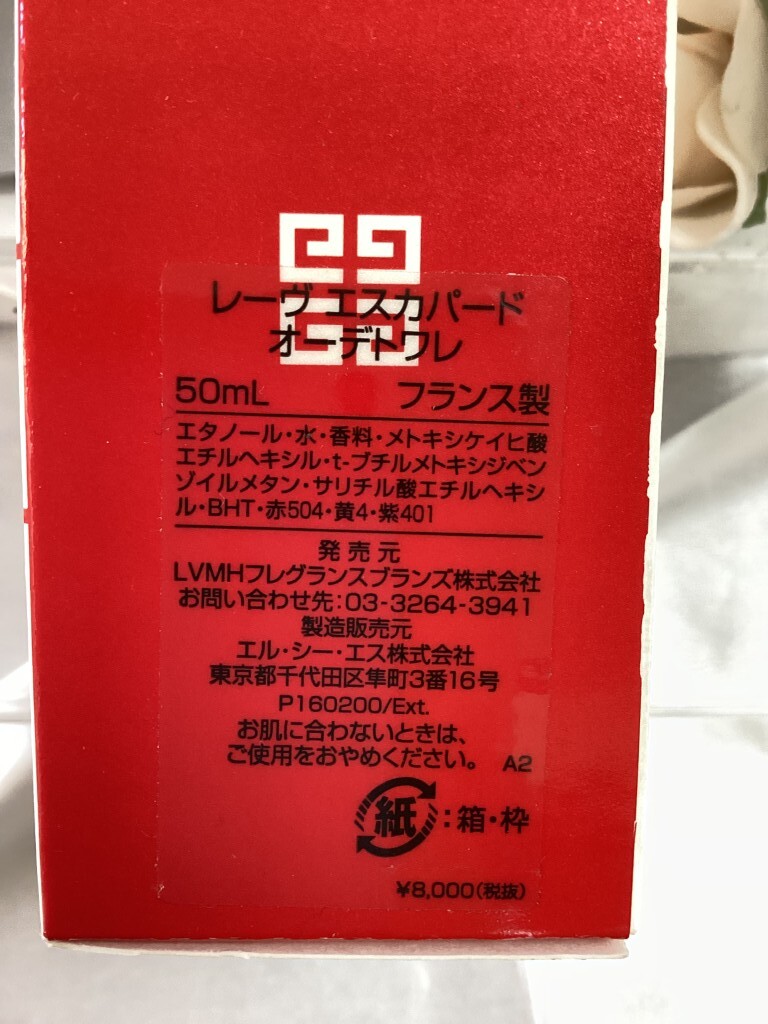 レーヴ エスカパード
オーデトワレ
50mL フランス製
エタノール・水・香料・メトキシケイヒ酸
エチルヘキシル・t-ブチルメトキシジベン
ゾイルメタン・サリチル酸エチルヘキシ
ル・BHT・赤504・黄4・紫401
発売元
LVMHフレグランスブランズ株式会社
お問い合わせ先:03-3264-3941
製造販売元
エル・シー・エス株式会社
東京都千代田区隼町3番16号
P160200/Ext.
お肌に合わないときは、
ご使用をおやめください。 A2
紙:箱・枠
¥8,000(税抜)